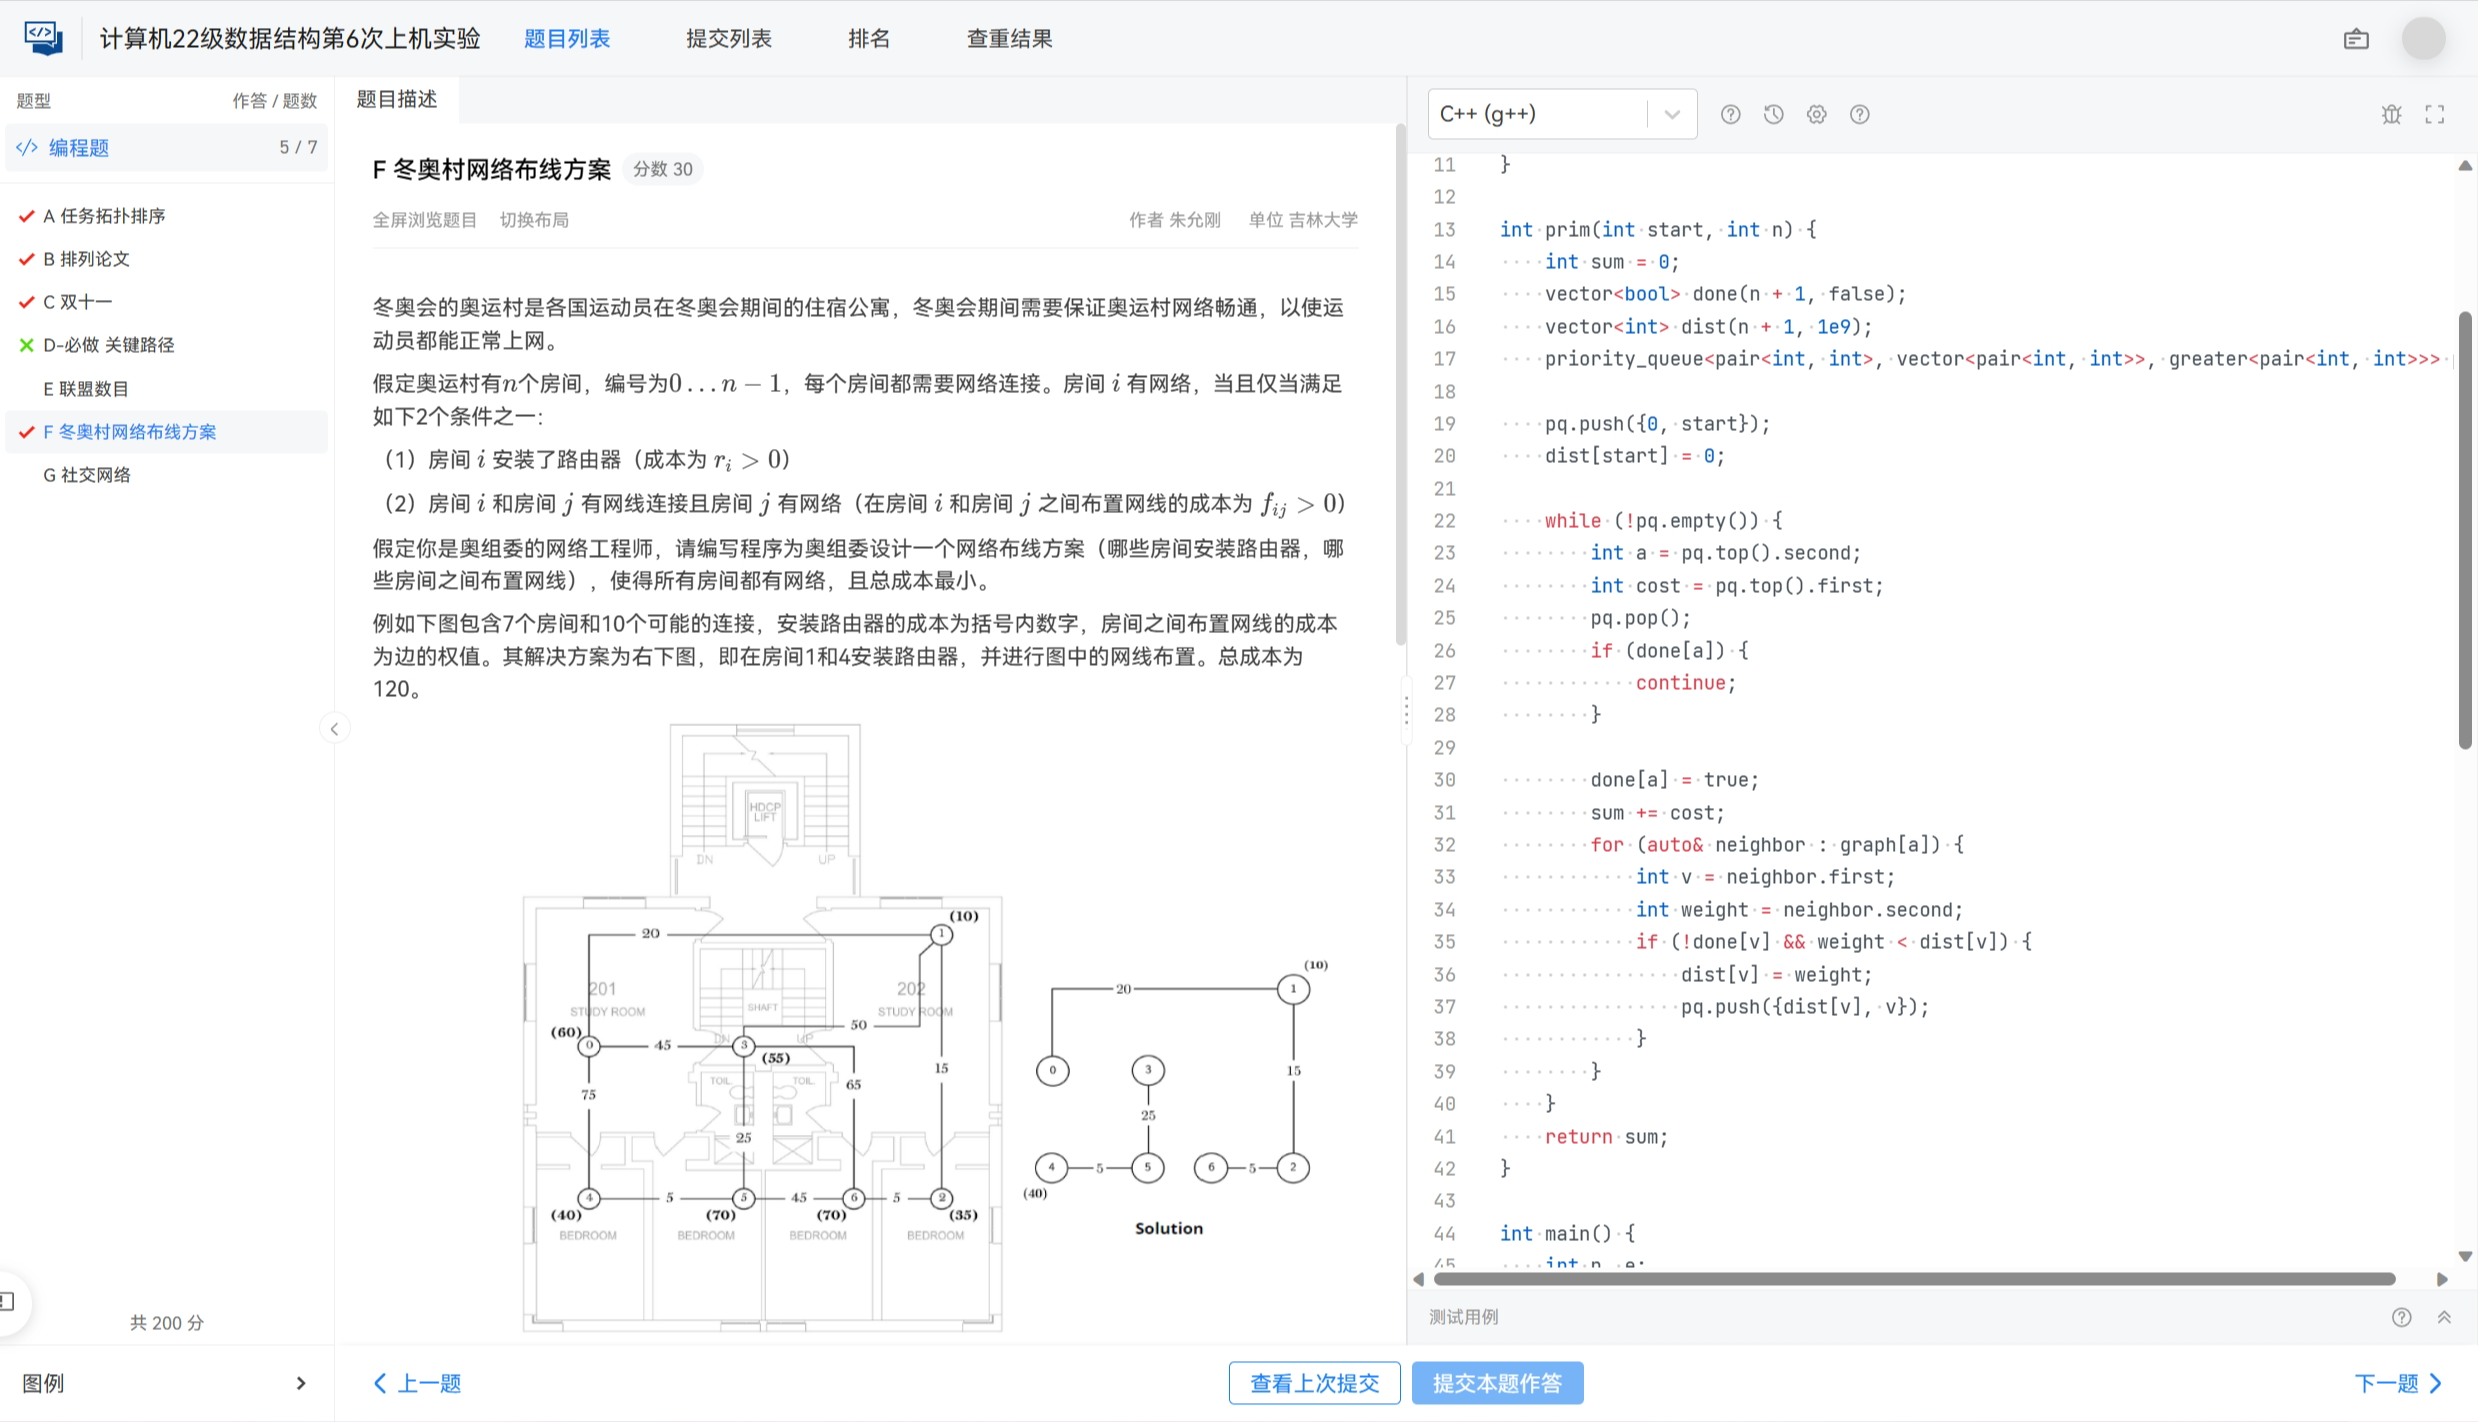 计算机22级数据结构第6次上机实验 题目列表 提交列表 排名 查重结果
题型 作答 / 题数
</> 编程题 5 / 7
A 任务拓扑排序
B 排列论文
C 双十一
D-必做 关键路径
E 联盟数目
F 冬奥村网络布线方案
G 社交网络
共 200 分
图例
题目描述
F 冬奥村网络布线方案 分数 30
全屏浏览题目 切换布局 作者 朱允刚 单位 吉林大学
冬奥会的奥运村是各国运动员在冬奥会期间的住宿公寓，冬奥会期间需要保证奥运村网络畅通，以使运
动员都能正常上网。
假定奥运村有n个房间，编号为0…n − 1，每个房间都需要网络连接。房间 i 有网络，当且仅当满足
如下2个条件之一：
（1）房间 i 安装了路由器（成本为 rᵢ > 0）
（2）房间 i 和房间 j 有网线连接且房间 j 有网络（在房间 i 和房间 j 之间布置网线的成本为 fᵢⱼ > 0）
假定你是奥组委的网络工程师，请编写程序为奥组委设计一个网络布线方案（哪些房间安装路由器，哪
些房间之间布置网线），使得所有房间都有网络，且总成本最小。
例如下图包含7个房间和10个可能的连接，安装路由器的成本为括号内数字，房间之间布置网线的成本
为边的权值。其解决方案为右下图，即在房间1和4安装路由器，并进行图中的网线布置。总成本为
120。
HDCP
LIFT
DN UP
(10)
20 1
201 202
STUDY ROOM SHAFT STUDY ROOM
50
(60) DN UP
0 45 3 (55)
TOIL. TOIL.
75 65 15
25
4 5 5 45 6 5 2
(40) (70) (70) (35)
BEDROOM BEDROOM BEDROOM BEDROOM
(10)
20 1
0 3 15
25
4 5 5 6 5 2
(40)
Solution
上一题 查看上次提交 提交本题作答 下一题
C++ (g++)
11 }
12
13 int prim(int start, int n) {
14 int sum = 0;
15 vector<bool> done(n + 1, false);
16 vector<int> dist(n + 1, 1e9);
17 priority_queue<pair<int, int>, vector<pair<int, int>>, greater<pair<int, int>>>
18
19 pq.push({0, start});
20 dist[start] = 0;
21
22 while (!pq.empty()) {
23 int a = pq.top().second;
24 int cost = pq.top().first;
25 pq.pop();
26 if (done[a]) {
27 continue;
28 }
29
30 done[a] = true;
31 sum += cost;
32 for (auto& neighbor : graph[a]) {
33 int v = neighbor.first;
34 int weight = neighbor.second;
35 if (!done[v] && weight < dist[v]) {
36 dist[v] = weight;
37 pq.push({dist[v], v});
38 }
39 }
40 }
41 return sum;
42 }
43
44 int main() {
45 int n, e;
测试用例